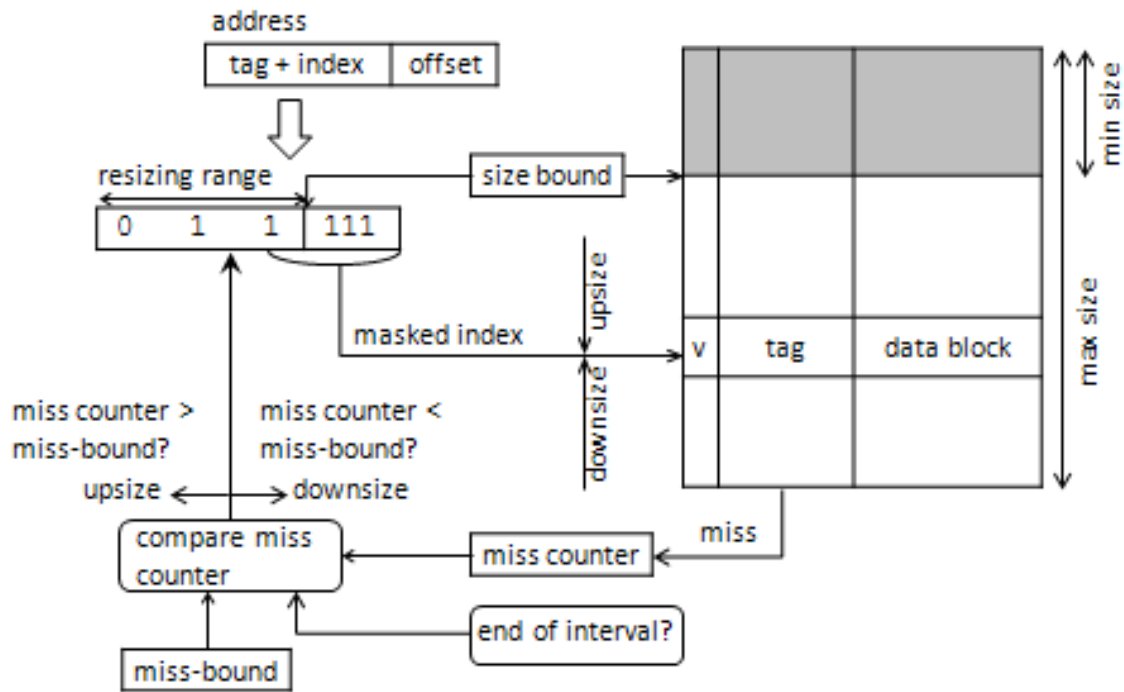 address
tag + index offset
resizing range
size bound
0 1 1 111
min size
max size
upsize
masked index
v tag data block
downsize
miss counter >
miss-bound?
miss counter <
miss-bound?
upsize
downsize
compare miss
counter
miss counter
miss
end of interval?
miss-bound